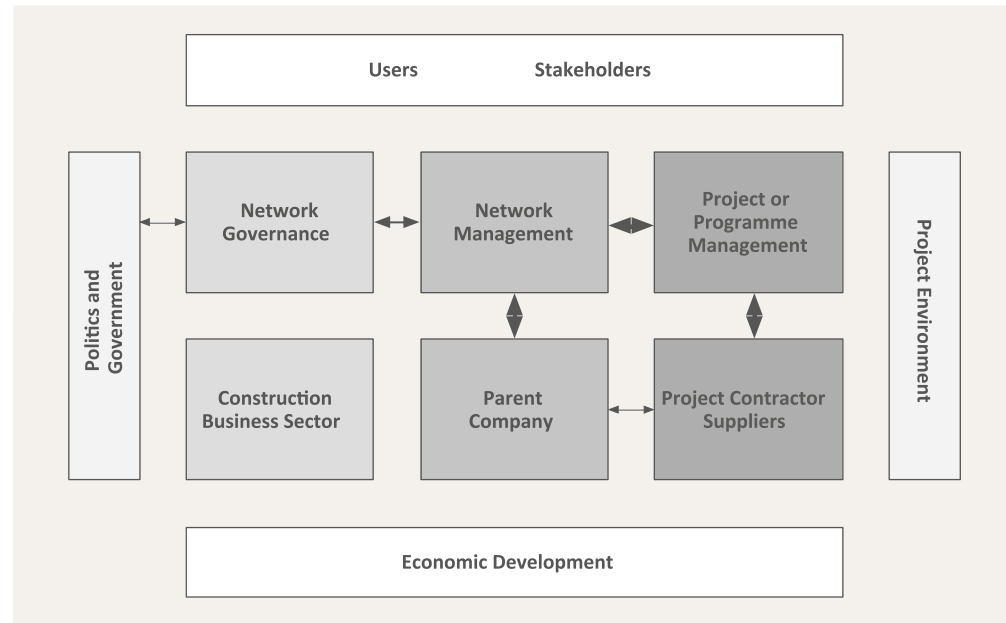 Users Stakeholders
Politics and
Government
Network
Governance
Network
Management
Project or
Programme
Management
Project Environment
Construction
Business Sector
Parent
Company
Project Contractor
Suppliers
Economic Development